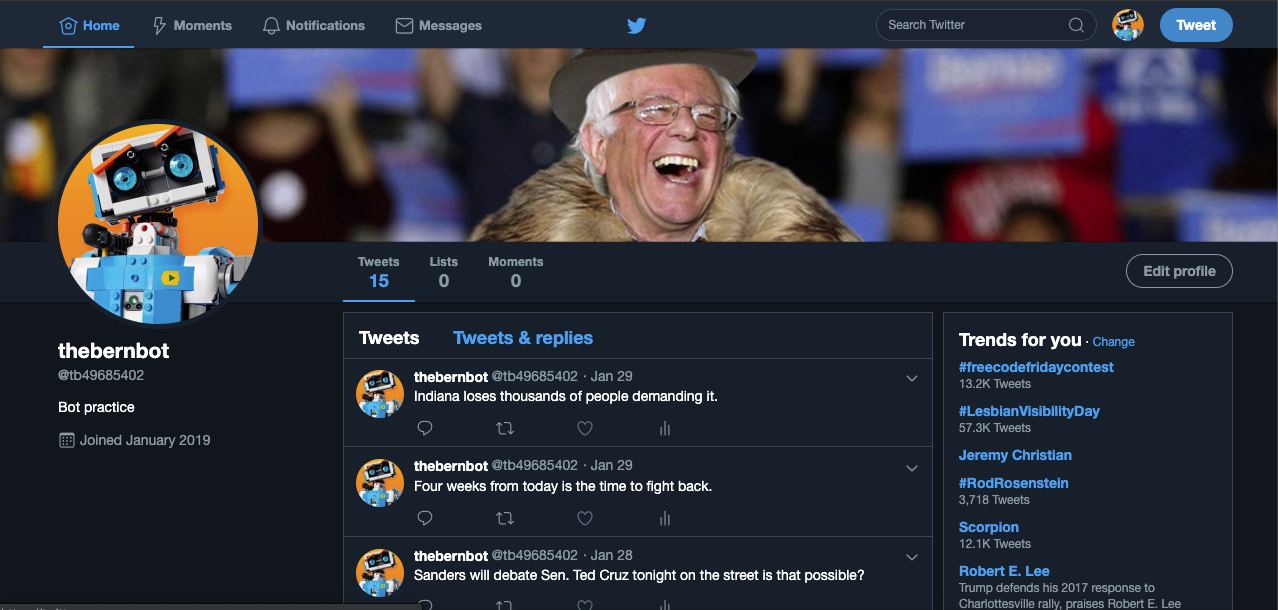 Home
Moments
Notifications
Messages
Search Twitter
Tweet
Tweets
15
Lists
0
Moments
0
Edit profile
thebernbot
@tb49685402
Bot practice
Joined January 2019
Tweets
Tweets & replies
thebernbot @tb49685402 · Jan 29
Indiana loses thousands of people demanding it.
thebernbot @tb49685402 · Jan 29
Four weeks from today is the time to fight back.
thebernbot @tb49685402 · Jan 28
Sanders will debate Sen. Ted Cruz tonight on the street is that possible?
Trends for you · Change
#freecodefridaycontest
13.2K Tweets
#LesbianVisibilityDay
57.3K Tweets
Jeremy Christian
#RodRosenstein
3,718 Tweets
Scorpion
12.1K Tweets
Robert E. Lee
Trump defends his 2017 response to
Charlottesville rally, praises Robert E. Lee